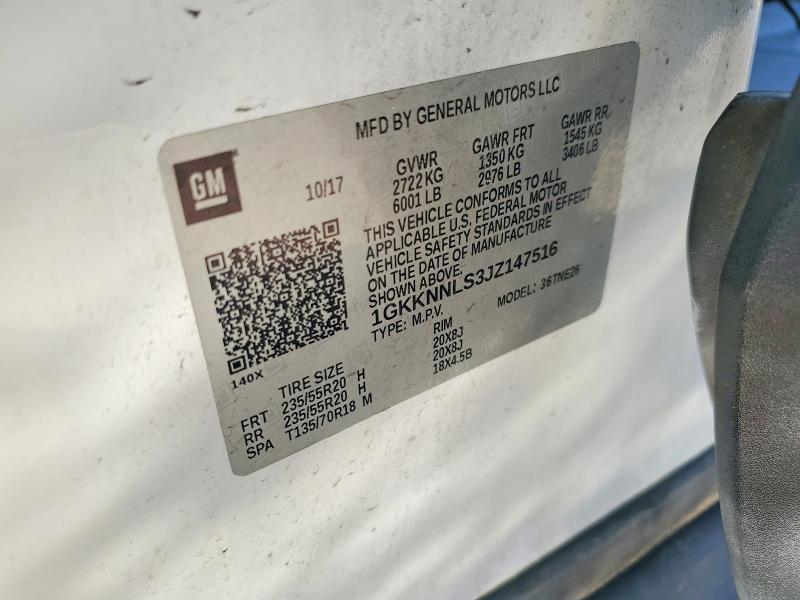 MFD BY GENERAL MOTORS LLC
GM
10/17
GVWR
2722 KG
6001 LB
GAWR FRT
1350 KG
2976 LB
GAWR RR
1545 KG
3406 LB
THIS VEHICLE CONFORMS TO ALL
APPLICABLE U.S. FEDERAL MOTOR
VEHICLE SAFETY STANDARDS IN EFFECT
ON THE DATE OF MANUFACTURE
SHOWN ABOVE.
1GKKNNLS3JZ147516
TYPE: M.P.V.
MODEL: 36TNE26
140X
TIRE SIZE
RIM
FRT 235/55R20 H 20X8J
RR 235/55R20 H 20X8J
SPA T135/70R18 M 18X4.5B